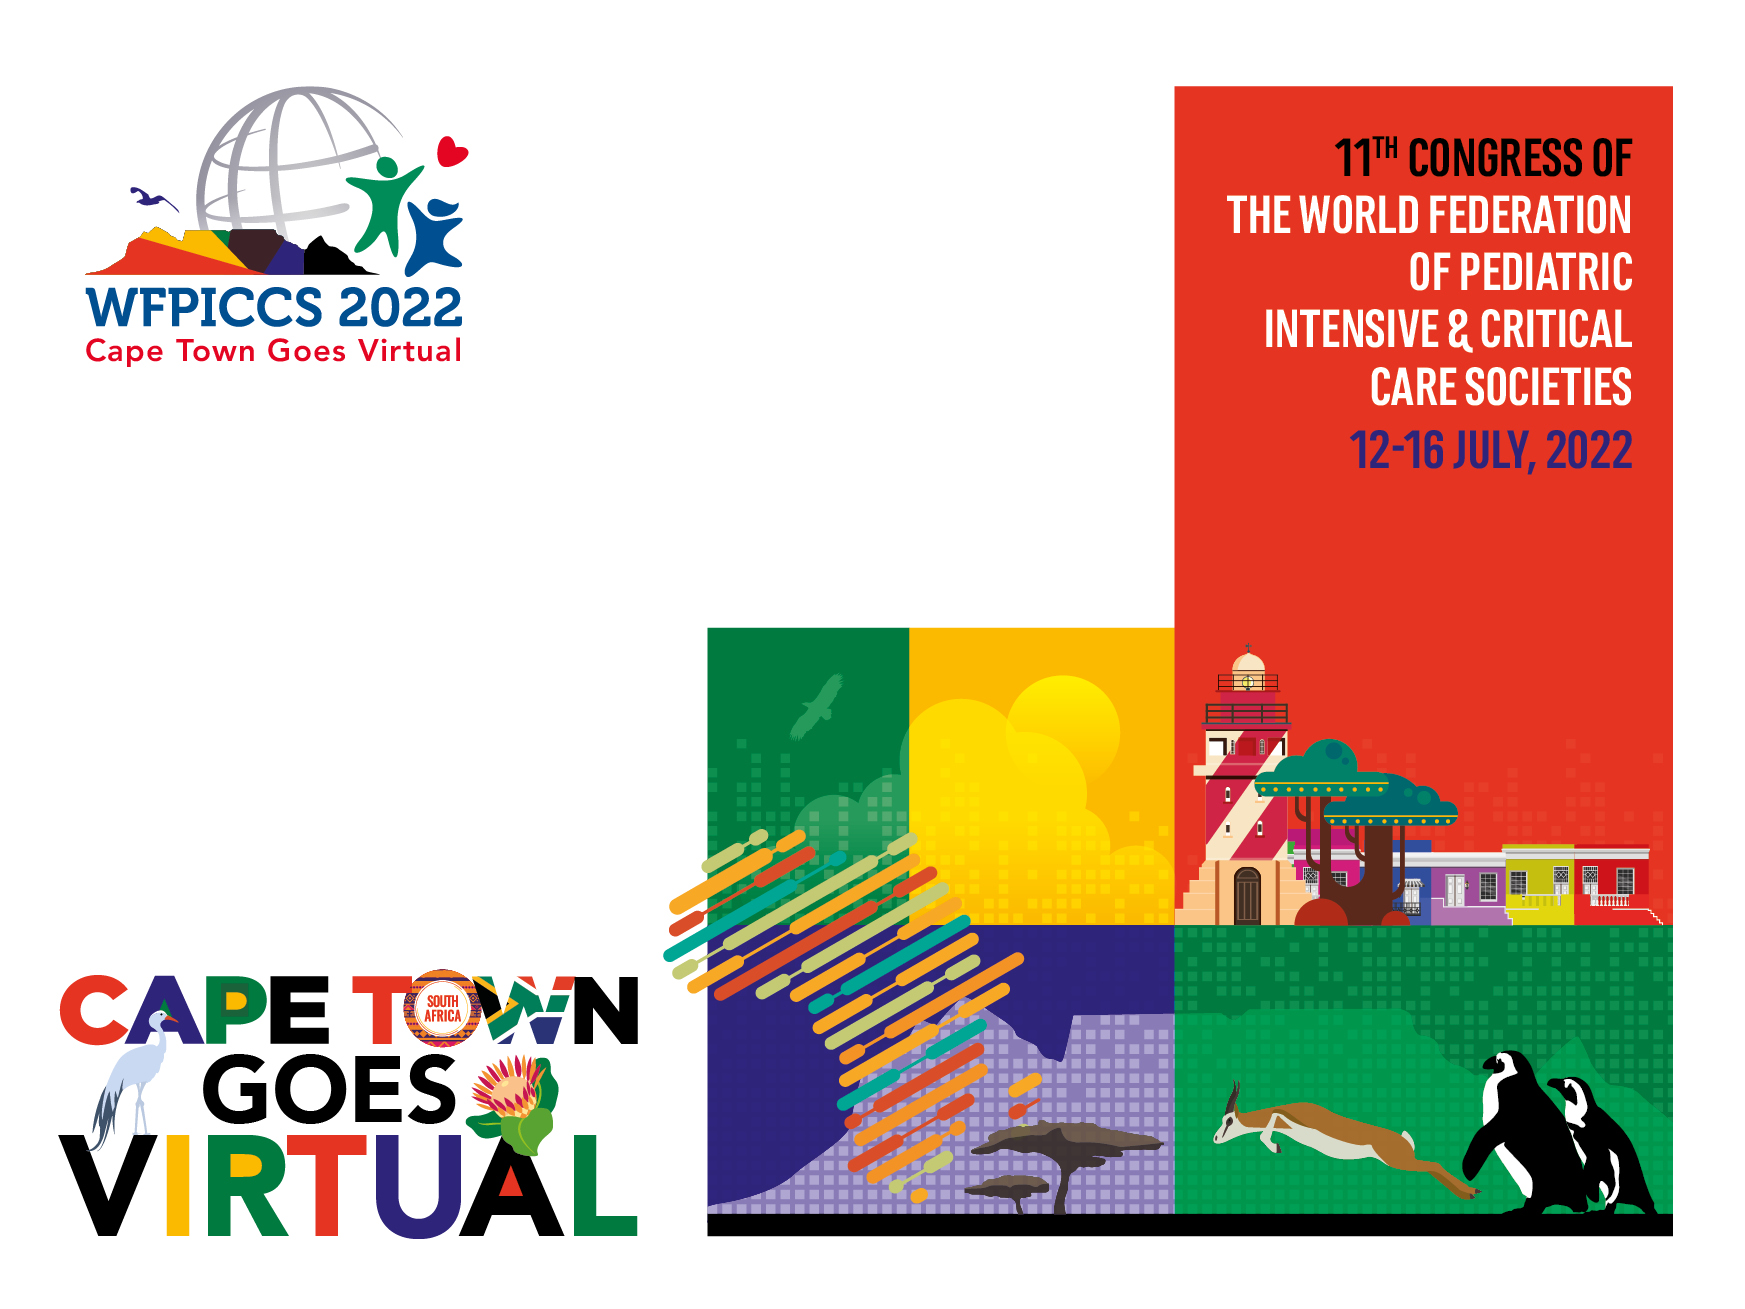 WFPICCS 2022
Cape Town Goes Virtual
11TH CONGRESS OF
THE WORLD FEDERATION
OF PEDIATRIC
INTENSIVE & CRITICAL
CARE SOCIETIES
12-16 JULY, 2022
CAPE TOWN
SOUTH
AFRICA
GOES
VIRTUAL